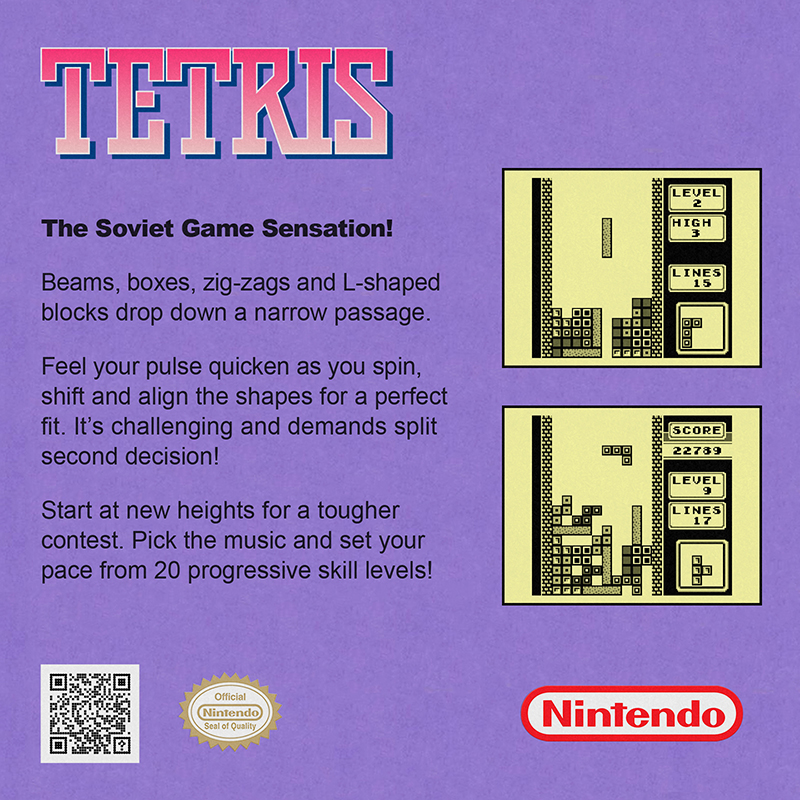 TETRIS
The Soviet Game Sensation!
Beams, boxes, zig-zags and L-shaped
blocks drop down a narrow passage.
Feel your pulse quicken as you spin,
shift and align the shapes for a perfect
fit. It’s challenging and demands split
second decision!
Start at new heights for a tougher
contest. Pick the music and set your
pace from 20 progressive skill levels!
LEVEL
2
HIGH
3
LINES
15
SCORE
22789
LEVEL
9
LINES
17
Official
Nintendo
Seal of Quality
Nintendo